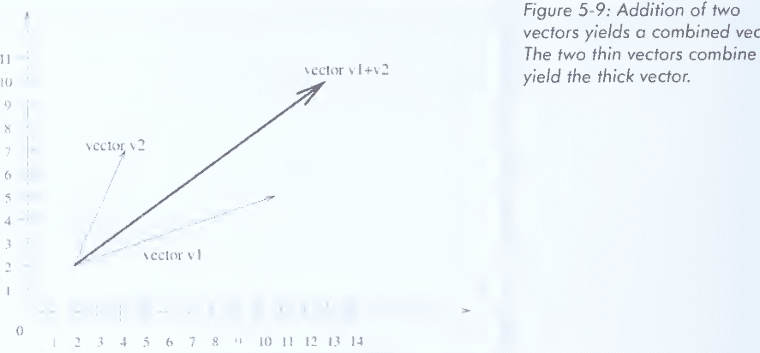 Figure 5-9: Addition of two
vectors yields a combined vec
The two thin vectors combine
yield the thick vector.
vector v1+v2
vector v2
vector v1
11
10
9
8
7
6
5
4
3
2
1
0
1 2 3 4 5 6 7 8 9 10 11 12 13 14